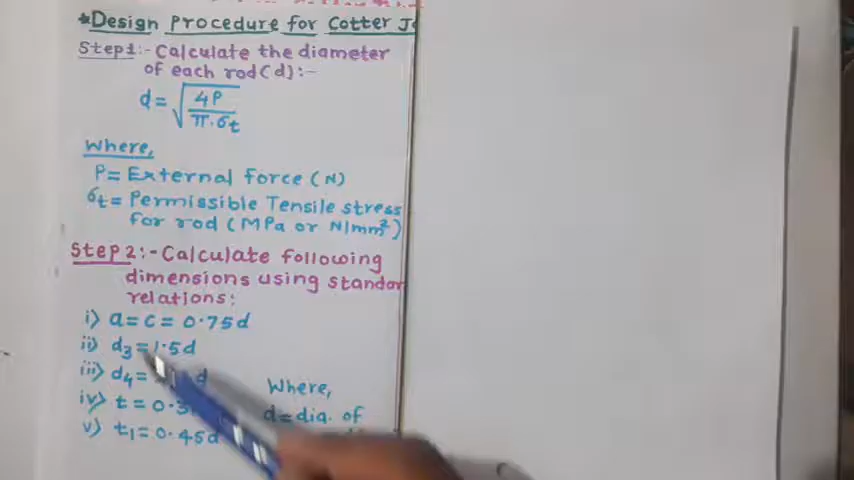 *Design Procedure for Cotter
Step1:- Calculate the diameter
of each rod(d):-
d = √(4P / π.σt)
Where,
P = External force (N)
σt = Permissible Tensile stress
for rod (MPa or N/mm²)
Step 2:- Calculate following
dimensions using
relations:
i) a = c = 0.75d
ii) d3 = 1.5d
iii) d4 = d
Where,
iv) t = 0.3
d = dia. of
v) t1 = 0.45d